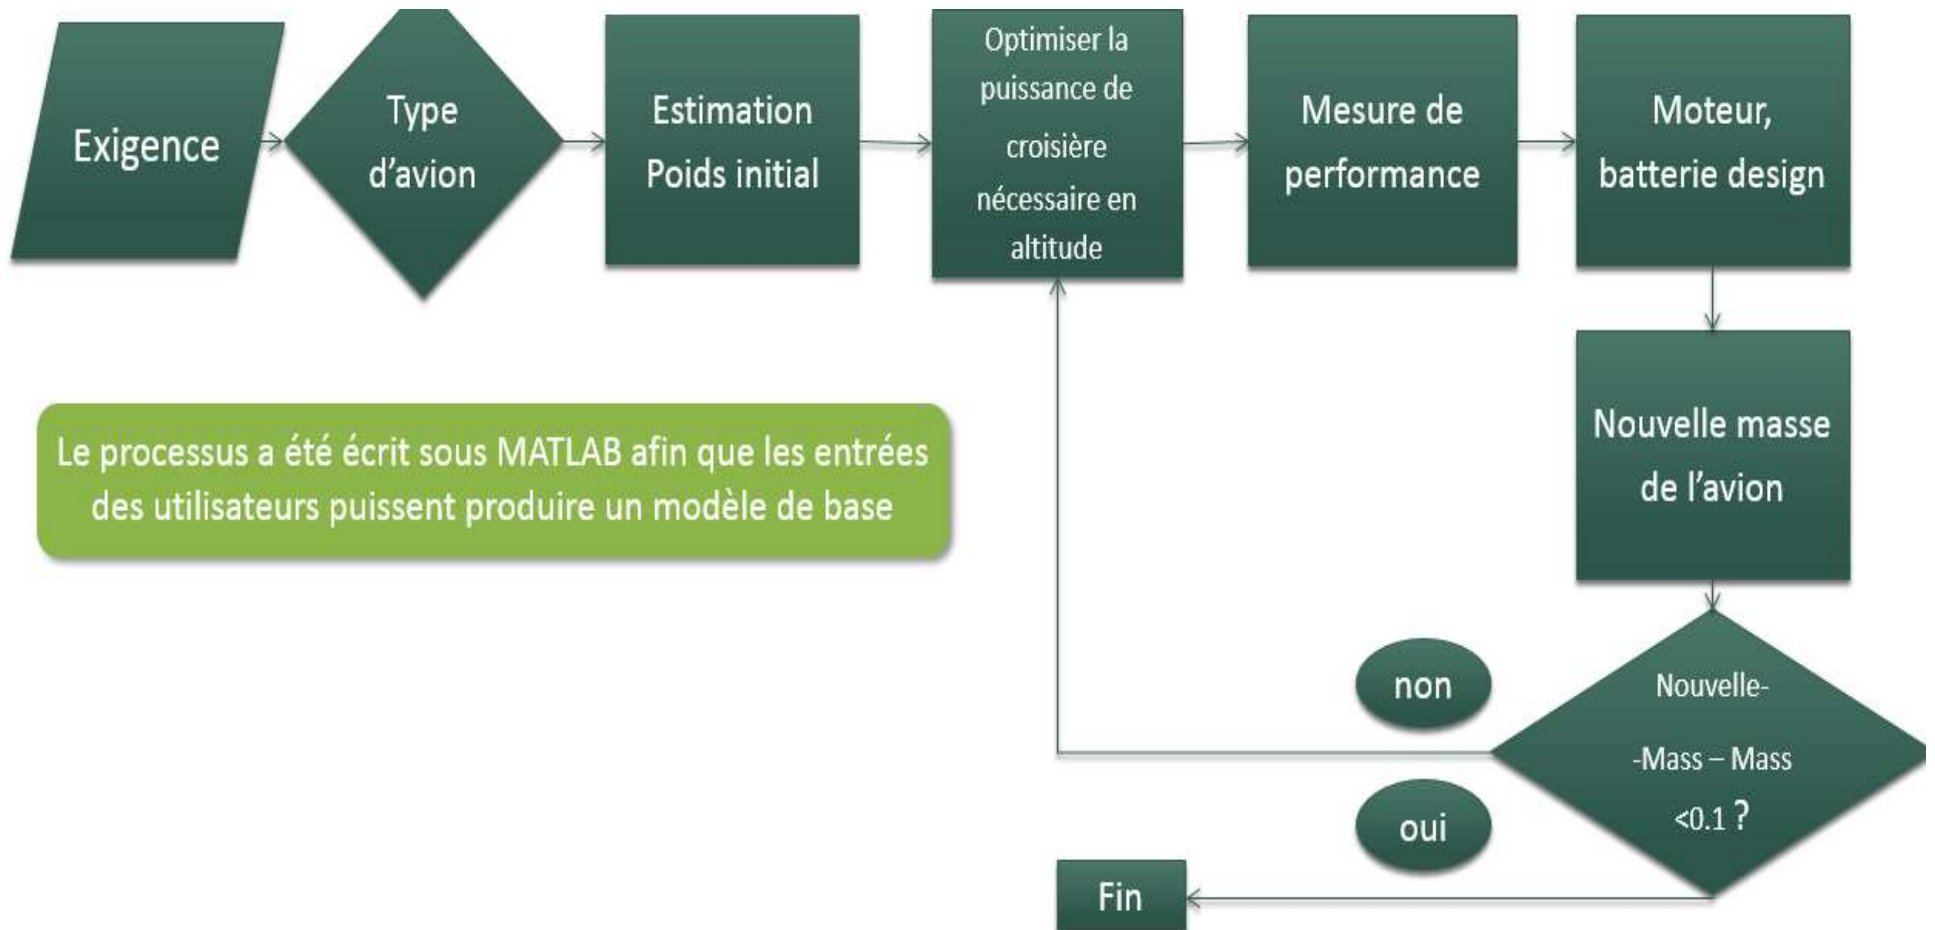 Exigence
Type
d'avion
Estimation
Poids initial
Optimiser la
puissance de
croisière
nécessaire en
altitude
Mesure de
performance
Moteur,
batterie design
Nouvelle masse
de l'avion
Le processus a été écrit sous MATLAB afin que les entrées
des utilisateurs puissent produire un modèle de base
non
Nouvelle-
-Mass – Mass
<0.1 ?
oui
Fin